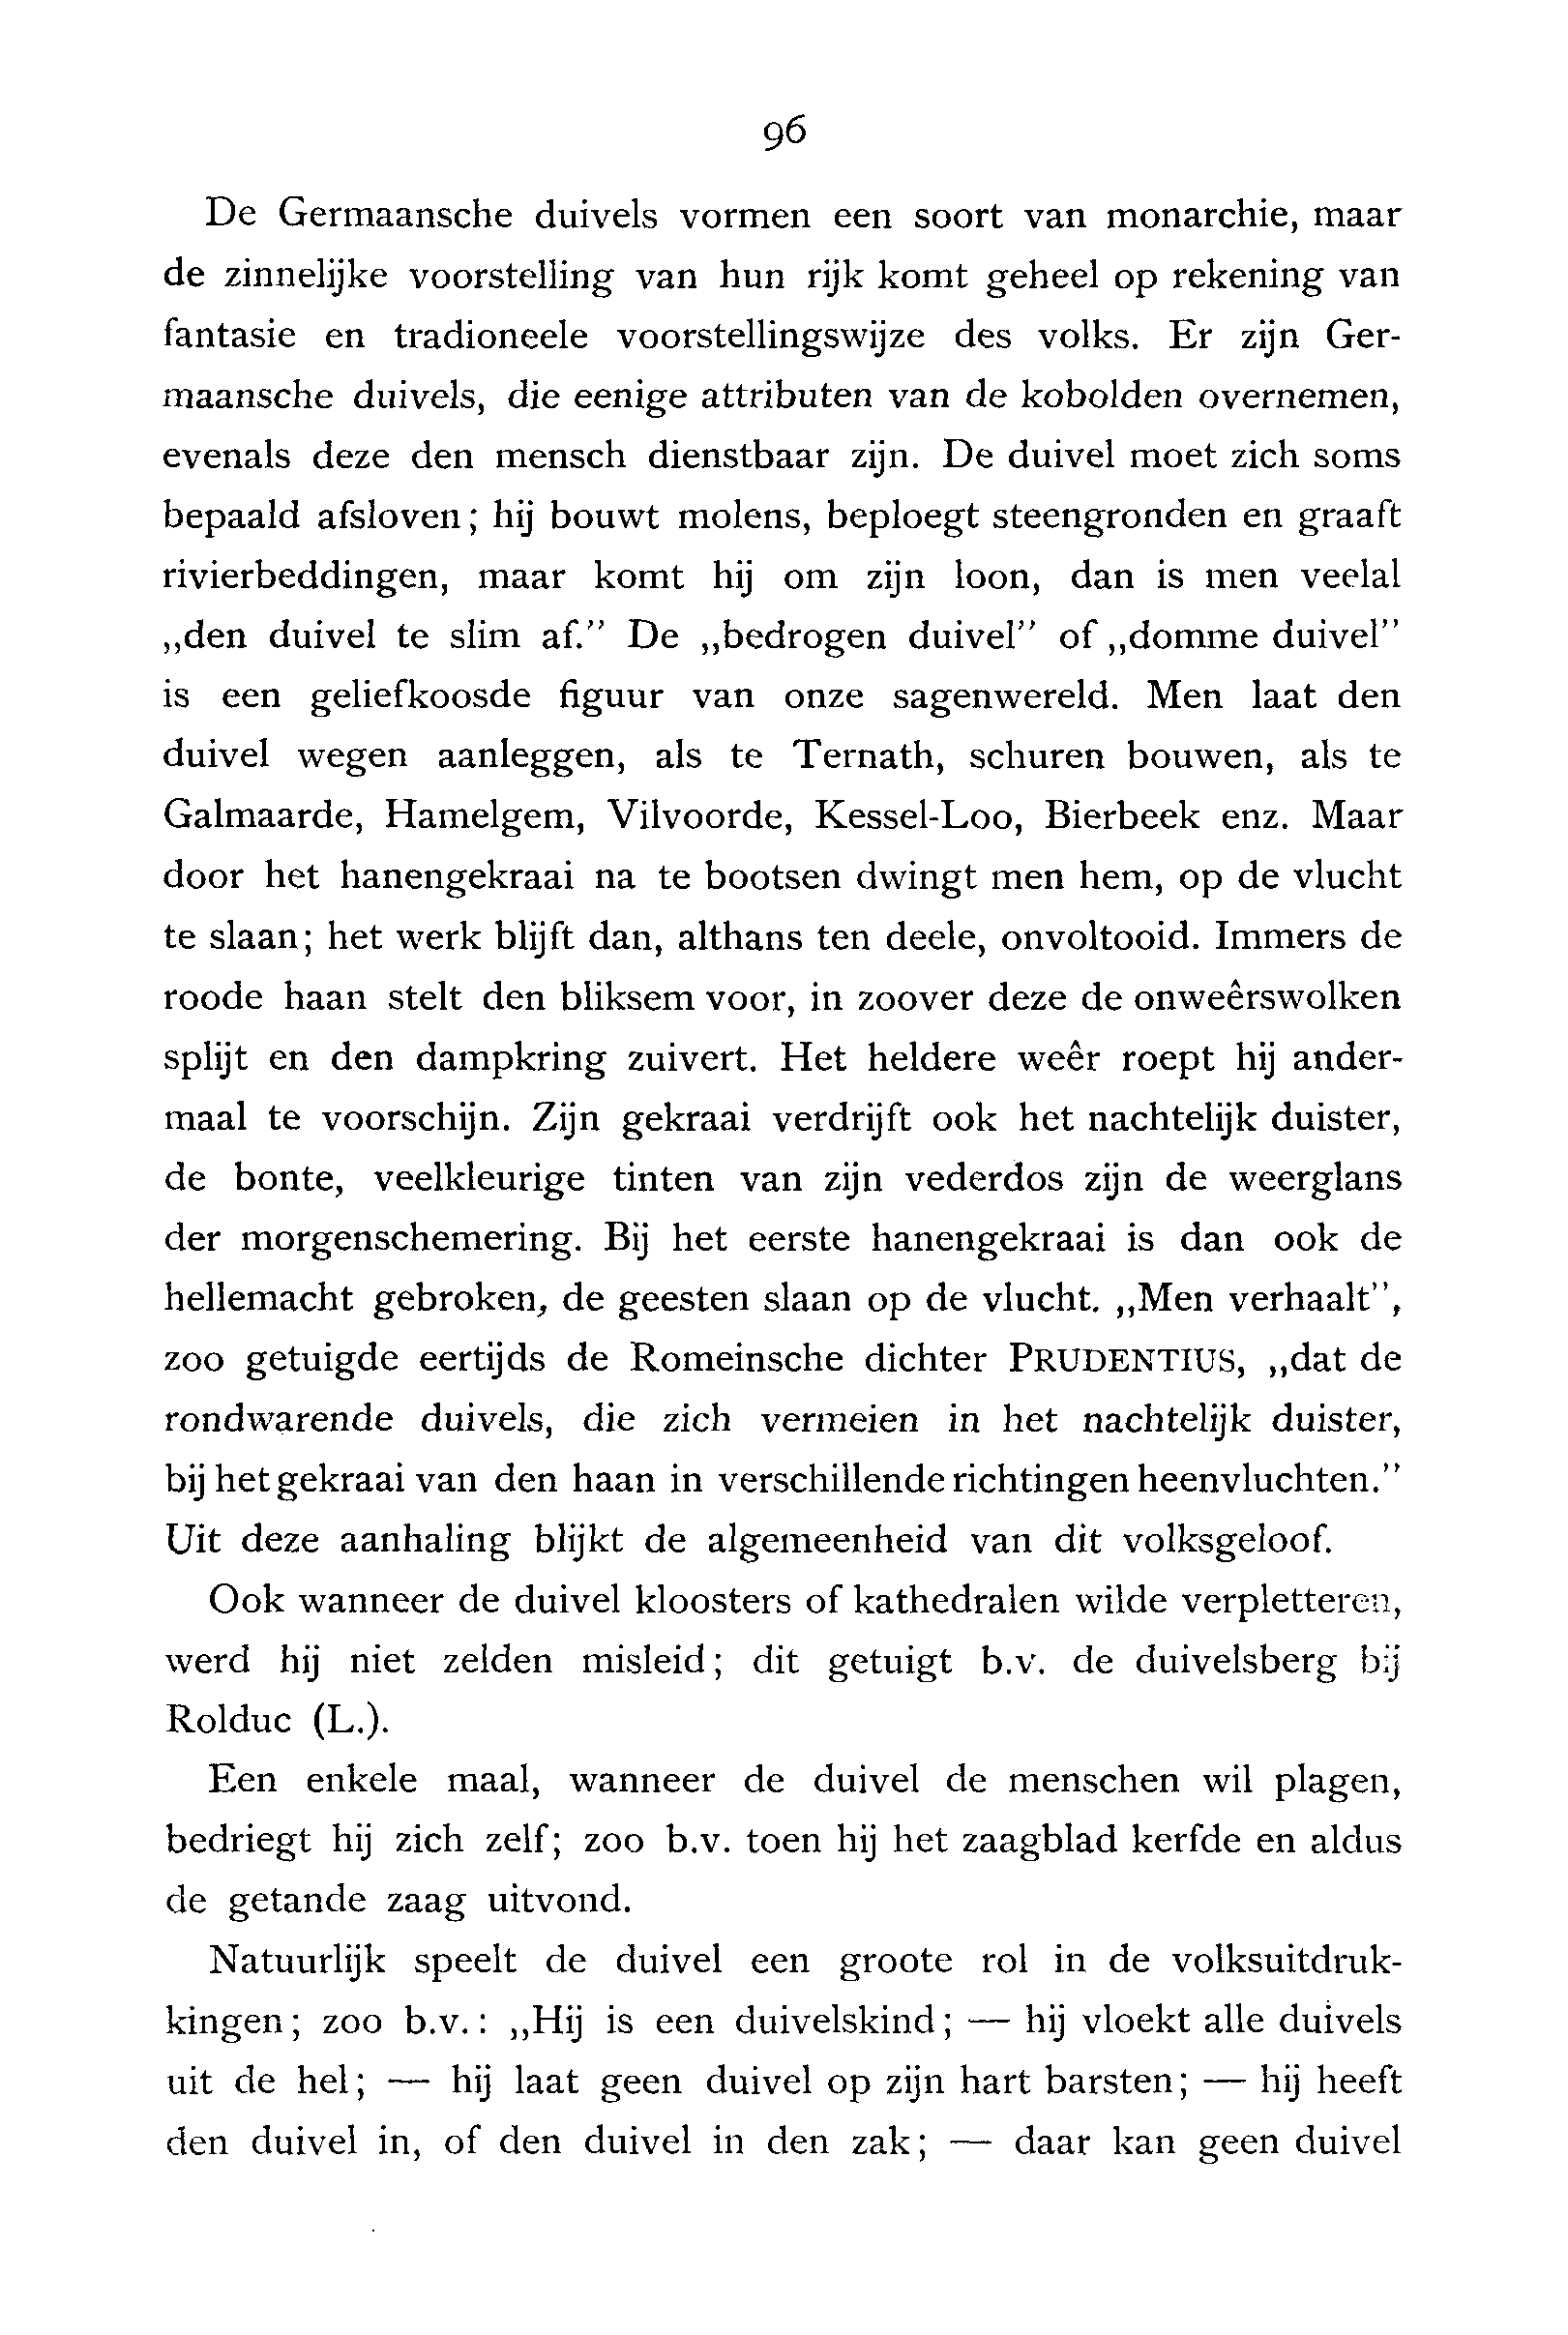 96
De Germaansche duivels vormen een soort van monarchie, maar
de zinnelijke voorstelling van hun rijk komt geheel op rekening van
fantasie en tradioneele voorstellingswijze des volks. Er zijn Ger-
maansche duivels, die eenige attributen van de kobolden overnemen,
evenals deze den mensch dienstbaar zijn. De duivel moet zich soms
bepaald afsloven; hij bouwt molens, beploegt steengronden en graaft
rivierbeddingen, maar komt hij om zijn loon, dan is men veelal
„den duivel te slim af.” De „bedrogen duivel” of „domme duivel”
is een geliefkoosde figuur van onze sagenwereld. Men laat den
duivel wegen aanleggen, als te Ternath, schuren bouwen, als te
Galmaarde, Hamelgem, Vilvoorde, Kessel-Loo, Bierbeek enz. Maar
door het hanengekraai na te bootsen dwingt men hem, op de vlucht
te slaan; het werk blijft dan, althans ten deele, onvoltooid. Immers de
roode haan stelt den bliksem voor, in zoover deze de onweêrswolken
splijt en den dampkring zuivert. Het heldere weêr roept hij ander-
maal te voorschijn. Zijn gekraai verdrijft ook het nachtelijk duister,
de bonte, veelkleurige tinten van zijn vederdos zijn de weerglans
der morgenschemering. Bij het eerste hanengekraai is dan ook de
hellemacht gebroken, de geesten slaan op de vlucht. „Men verhaalt”,
zoo getuigde eertijds de Romeinsche dichter PRUDENTIUS, „dat de
rondwarende duivels, die zich vermeien in het nachtelijk duister,
bij het gekraai van den haan in verschillende richtingen heenvluchten.”
Uit deze aanhaling blijkt de algemeenheid van dit volksgeloof.
Ook wanneer de duivel kloosters of kathedralen wilde verpletteren,
werd hij niet zelden misleid; dit getuigt b.v. de duivelsberg bij
Rolduc (L.).
Een enkele maal, wanneer de duivel de menschen wil plagen,
bedriegt hij zich zelf; zoo b.v. toen hij het zaagblad kerfde en aldus
de getande zaag uitvond.
Natuurlijk speelt de duivel een groote rol in de volksuitdruk-
kingen; zoo b.v.: „Hij is een duivelskind; — hij vloekt alle duivels
uit de hel; — hij laat geen duivel op zijn hart barsten; — hij heeft
den duivel in, of den duivel in den zak; — daar kan geen duivel